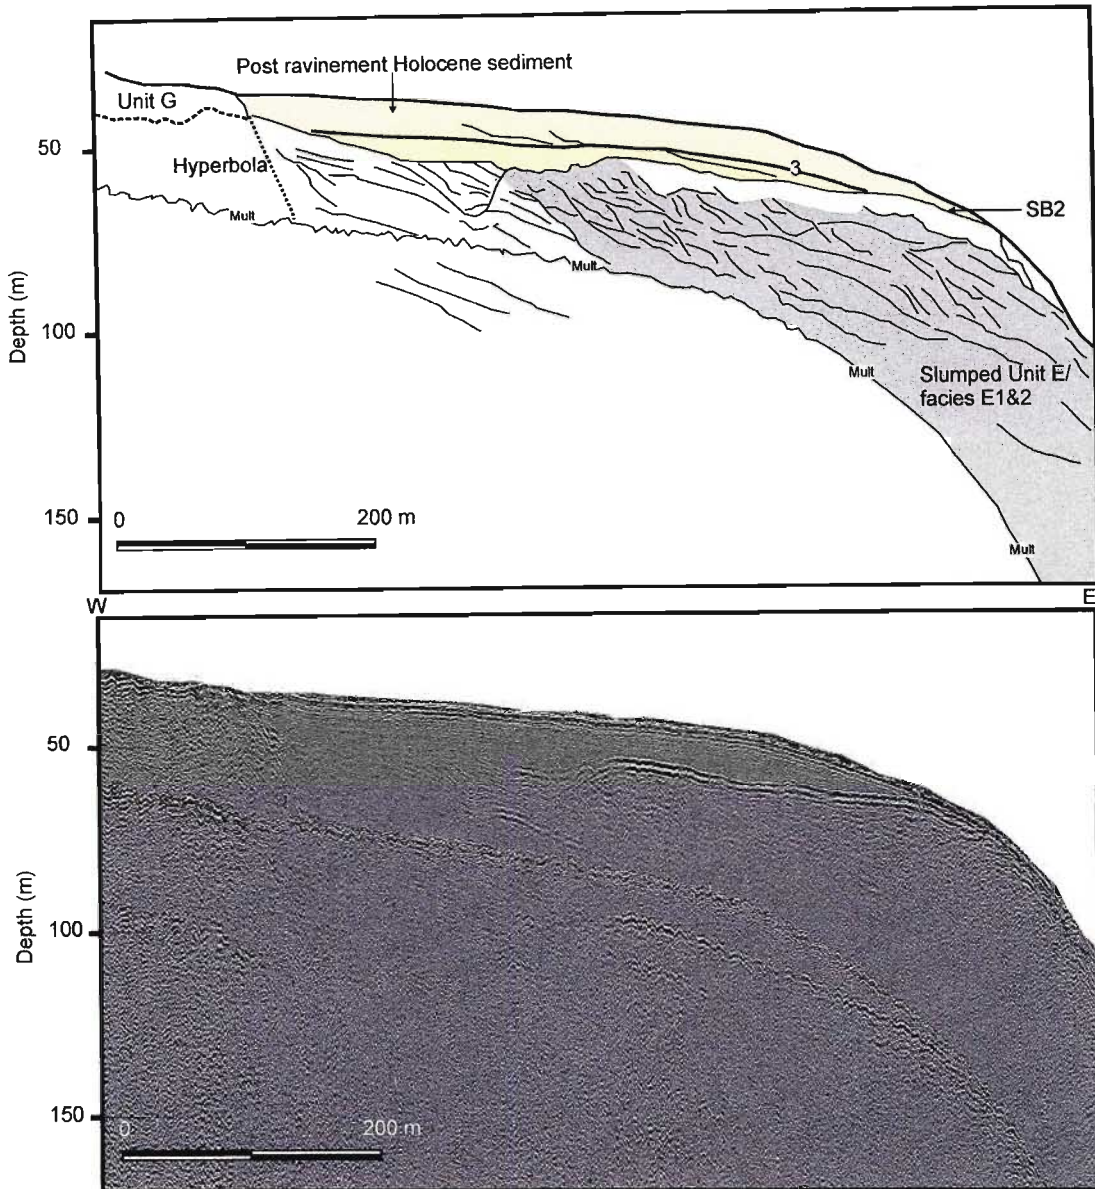 Post ravinement Holocene sediment
Unit G
50
Hyperbola
3
SB2
Mult
Mult
Depth (m)
100
Mult
Slumped Unit E/
facies E1&2
150
0 200 m
Mult
W E
50
Depth (m)
100
150
0 200 m